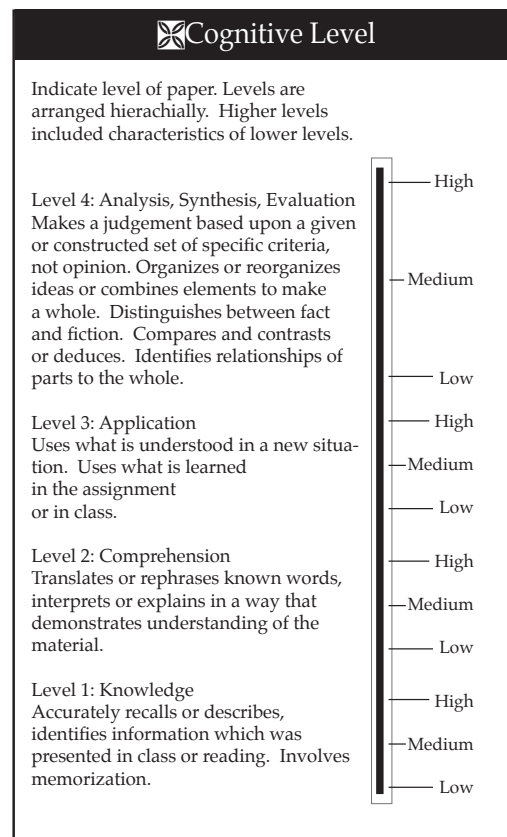 Cognitive Level
Indicate level of paper. Levels are
arranged hierachially. Higher levels
included characteristics of lower levels.
Level 4: Analysis, Synthesis, Evaluation
Makes a judgement based upon a given
or constructed set of specific criteria,
not opinion. Organizes or reorganizes
ideas or combines elements to make
a whole. Distinguishes between fact
and fiction. Compares and contrasts
or deduces. Identifies relationships of
parts to the whole.
High
Medium
Low
Level 3: Application
Uses what is understood in a new situa-
tion. Uses what is learned
in the assignment
or in class.
High
Medium
Low
Level 2: Comprehension
Translates or rephrases known words,
interprets or explains in a way that
demonstrates understanding of the
material.
High
Medium
Low
Level 1: Knowledge
Accurately recalls or describes,
identifies information which was
presented in class or reading. Involves
memorization.
High
Medium
Low